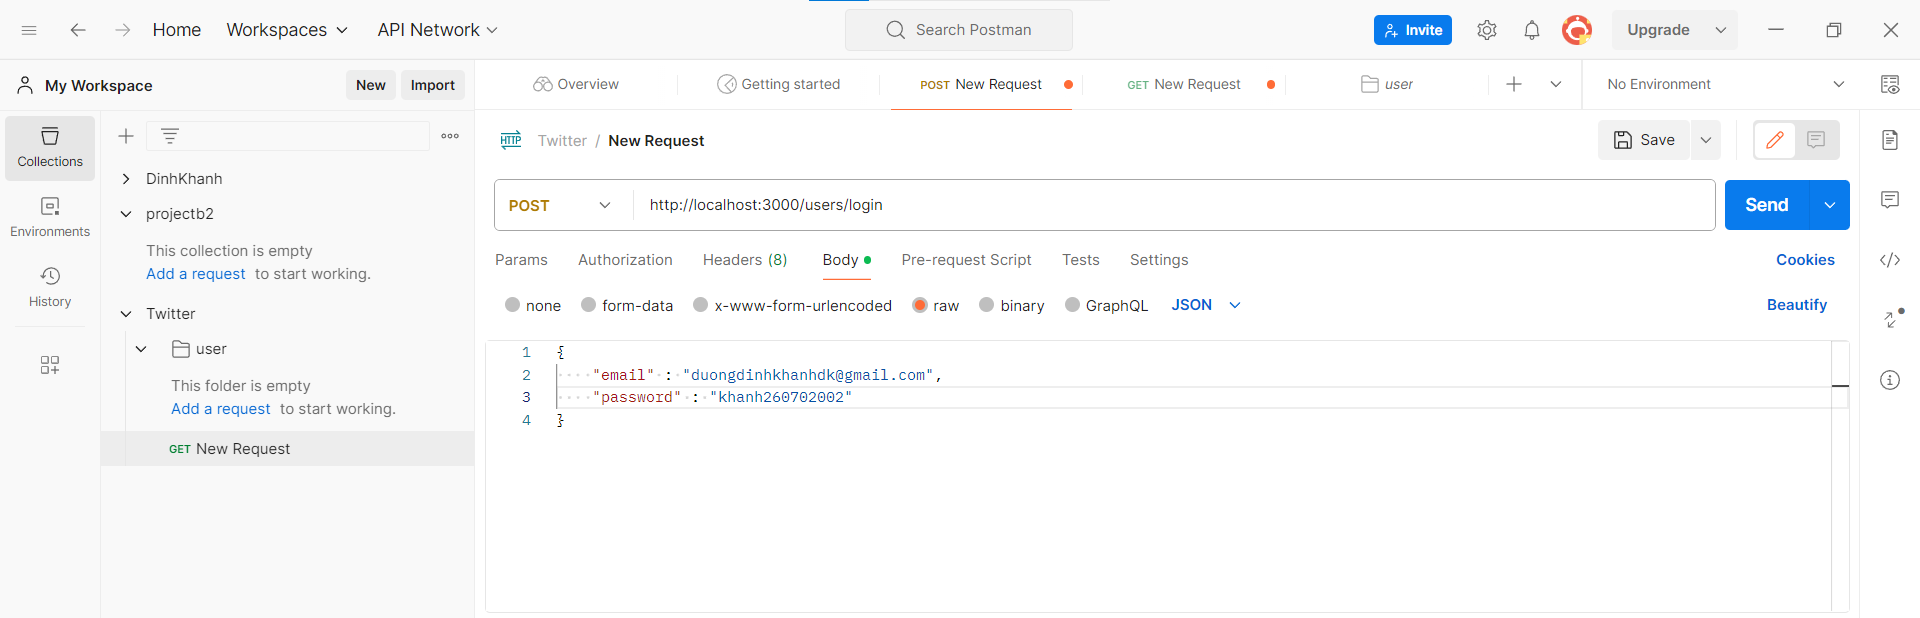 Home Workspaces API Network Search Postman Invite Upgrade
My Workspace New Import Overview Getting started POST New Request GET New Request user No Environment
Collections
Environments
History
DinhKhanh
projectb2
This collection is empty
Add a request to start working.
Twitter
user
This folder is empty
Add a request to start working.
GET New Request
HTTP Twitter / New Request Save
POST http://localhost:3000/users/login Send
Params Authorization Headers (8) Body Pre-request Script Tests Settings Cookies
none form-data x-www-form-urlencoded raw binary GraphQL JSON Beautify
1 {
2 "email" : "duongdinhkhanhdk@gmail.com",
3 "password" : "khanh260702002"
4 }